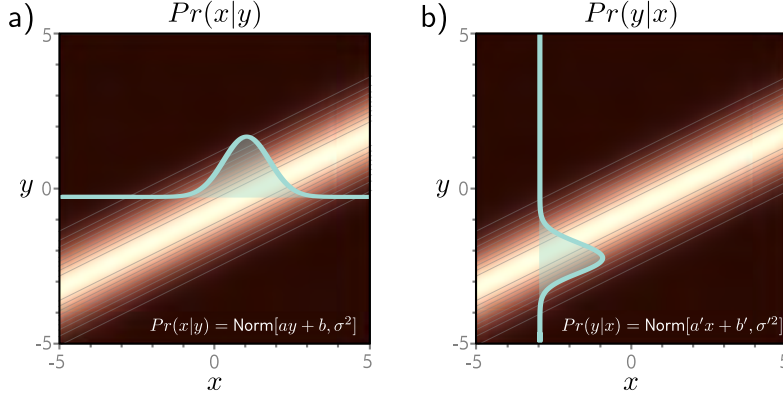 a) Pr(x|y)
5
y 0
-5
-5 0 5
x
Pr(x|y) = Norm[ay + b, σ²]
b) Pr(y|x)
5
y 0
-5
-5 0 5
x
Pr(y|x) = Norm[a′x + b′, σ′²]